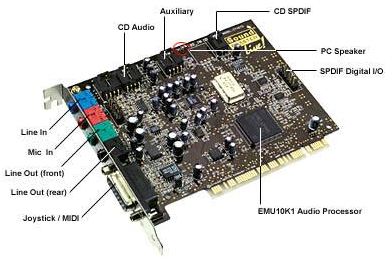 Auxiliary
CD SPDIF
CD Audio
Sound
PC Speaker
SPDIF Digital I/O
Line In
Mic In
Line Out (front)
Line Out (rear)
Joystick / MIDI
EMU10K1 Audio Processor